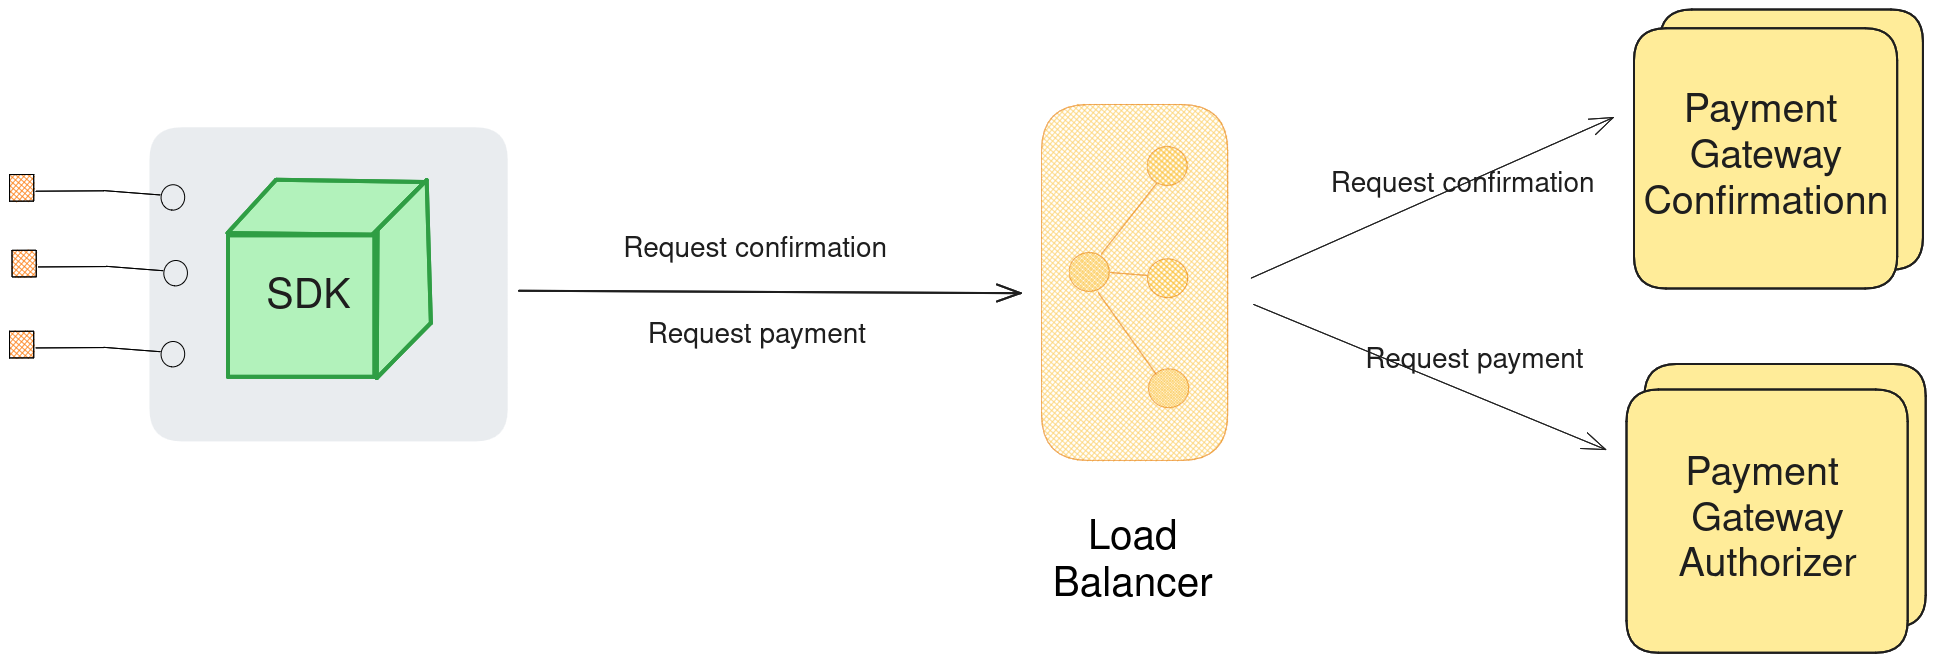 SDK
Request confirmation
Request payment
Load
Balancer
Request confirmation
Request payment
Payment
Gateway
Confirmationn
Payment
Gateway
Authorizer